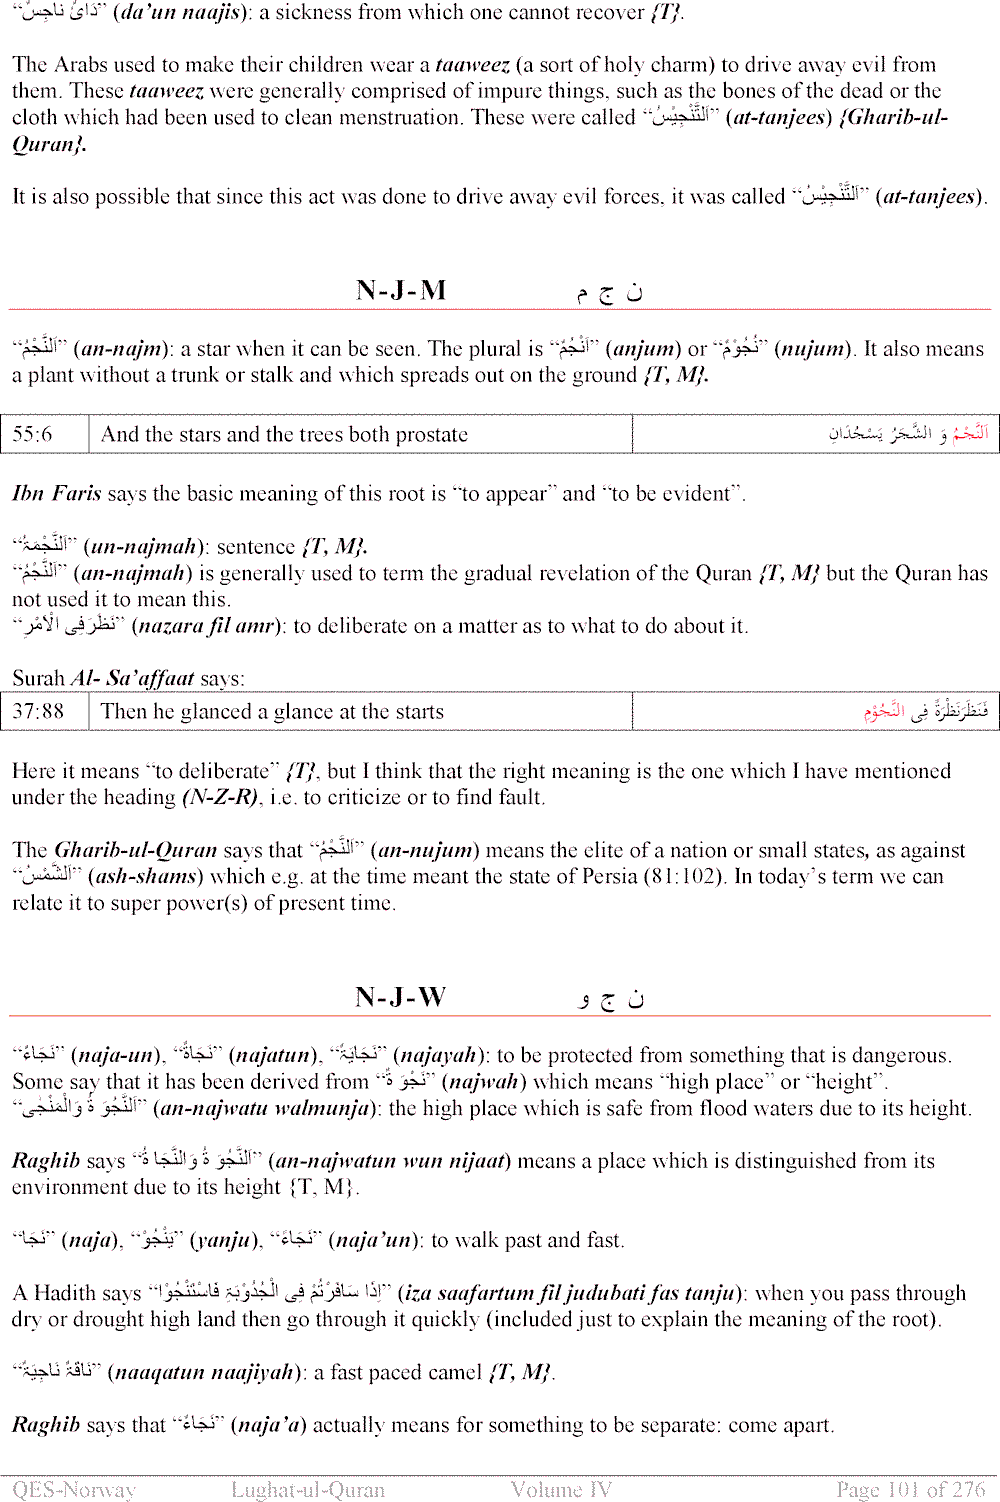 “دَائٌ نَاجِسٌ” (da’un naajis): a sickness from which one cannot recover {T}.
The Arabs used to make their children wear a taaweez (a sort of holy charm) to drive away evil from
them. These taaweez were generally comprised of impure things, such as the bones of the dead or the
cloth which had been used to clean menstruation. These were called “اَلتَّنْجِيْسُ” (at-tanjees) {Gharib-ul-
Quran}.
It is also possible that since this act was done to drive away evil forces, it was called “اَلتَّنْجِيْسُ” (at-tanjees).
N-J-M ن ج م
“اَلنَّجْمُ” (an-najm): a star when it can be seen. The plural is “اَنْجُمٌ” (anjum) or “نُجُوْمٌ” (nujum). It also means
a plant without a trunk or stalk and which spreads out on the ground {T, M}.
55:6 And the stars and the trees both prostate اَلنَّجْمُ وَ الشَّجَرُ يَسْجُدَانِ
Ibn Faris says the basic meaning of this root is “to appear” and “to be evident”.
“اَلنَّجْمَۃُ” (un-najmah): sentence {T, M}.
“اَلنَّجْمُ” (an-najmah) is generally used to term the gradual revelation of the Quran {T, M} but the Quran has
not used it to mean this.
“نَظَرَفِی الْاَمْرِ” (nazara fil amr): to deliberate on a matter as to what to do about it.
Surah Al- Sa’affaat says:
37:88 Then he glanced a glance at the starts فَنَظَرَنَظْرَۃً فِی النُّجُوْمِ
Here it means “to deliberate” {T}, but I think that the right meaning is the one which I have mentioned
under the heading (N-Z-R), i.e. to criticize or to find fault.
The Gharib-ul-Quran says that “اَلنَّجْمُ” (an-nujum) means the elite of a nation or small states, as against
“اَلشَّمْسُ” (ash-shams) which e.g. at the time meant the state of Persia (81:102). In today’s term we can
relate it to super power(s) of present time.
N-J-W ن ج و
“نَجَاءٌ” (naja-un), “نَجَاۃٌ” (najatun), “نَجَايَۃٌ” (najayah): to be protected from something that is dangerous.
Some say that it has been derived from “نَجْوَ ۃٌ” (najwah) which means “high place” or “height”.
“اَلنَّجْوَ ۃُ وَالْمَنْجٰی” (an-najwatu walmunja): the high place which is safe from flood waters due to its height.
Raghib says “اَلنَّجْوَ ۃُ وَالنَّجَا ۃُ” (an-najwatun wun nijaat) means a place which is distinguished from its
environment due to its height {T, M}.
“نَجَا” (naja), “يَنْجُوْ” (yanju), “نَجَاءً” (naja’un): to walk past and fast.
A Hadith says “اِذَا سَافَرْتُمْ فِی الْجُدُوْبَۃِ فَاسْتَنْجُوْا” (iza saafartum fil judubati fas tanju): when you pass through
dry or drought high land then go through it quickly (included just to explain the meaning of the root).
“نَاقَۃٌ نَاجِيَۃٌ” (naaqatun naajiyah): a fast paced camel {T, M}.
Raghib says that “نَجَاءٌ” (naja’a) actually means for something to be separate: come apart.
QES-Norway Lughat-ul-Quran Volume IV Page 101 of 276